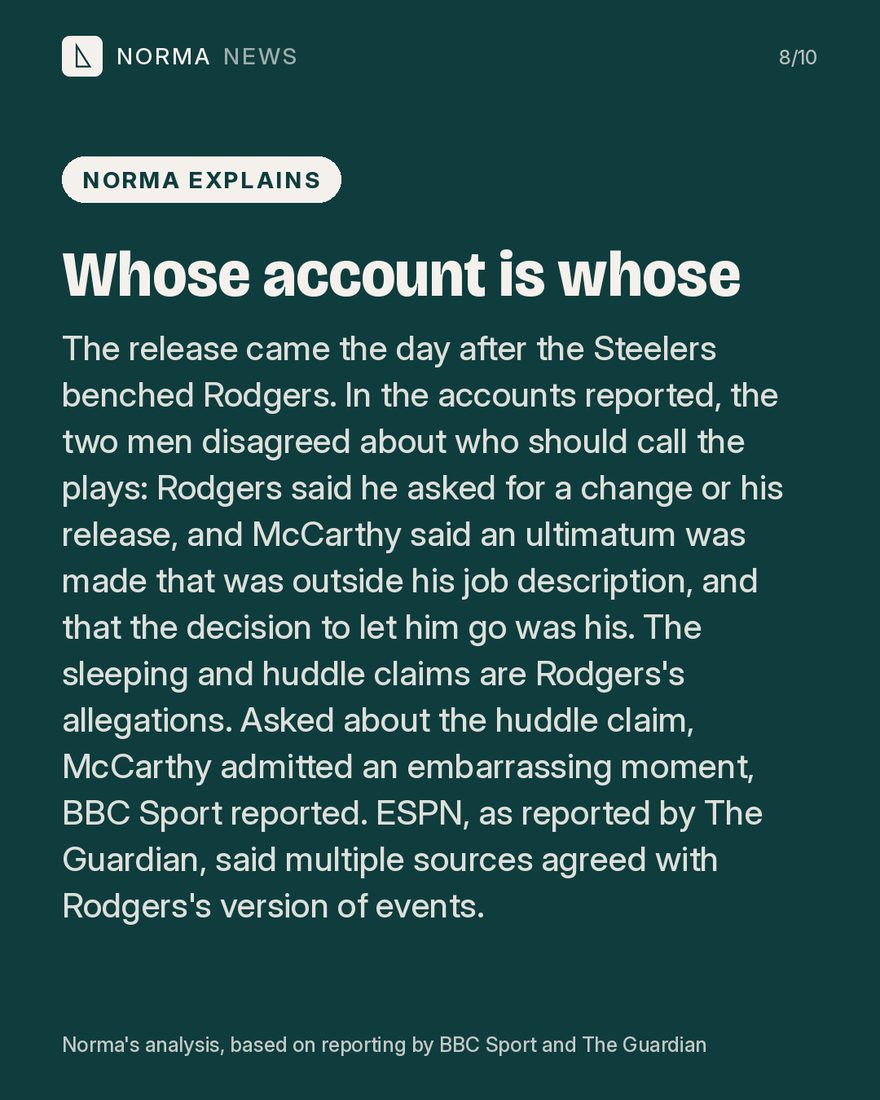 NORMA NEWS
8/10
NORMA EXPLAINS
Whose account is whose
The release came the day after the Steelers
benched Rodgers. In the accounts reported, the
two men disagreed about who should call the
plays: Rodgers said he asked for a change or his
release, and McCarthy said an ultimatum was
made that was outside his job description, and
that the decision to let him go was his. The
sleeping and huddle claims are Rodgers's
allegations. Asked about the huddle claim,
McCarthy admitted an embarrassing moment,
BBC Sport reported. ESPN, as reported by The
Guardian, said multiple sources agreed with
Rodgers's version of events.
Norma's analysis, based on reporting by BBC Sport and The Guardian